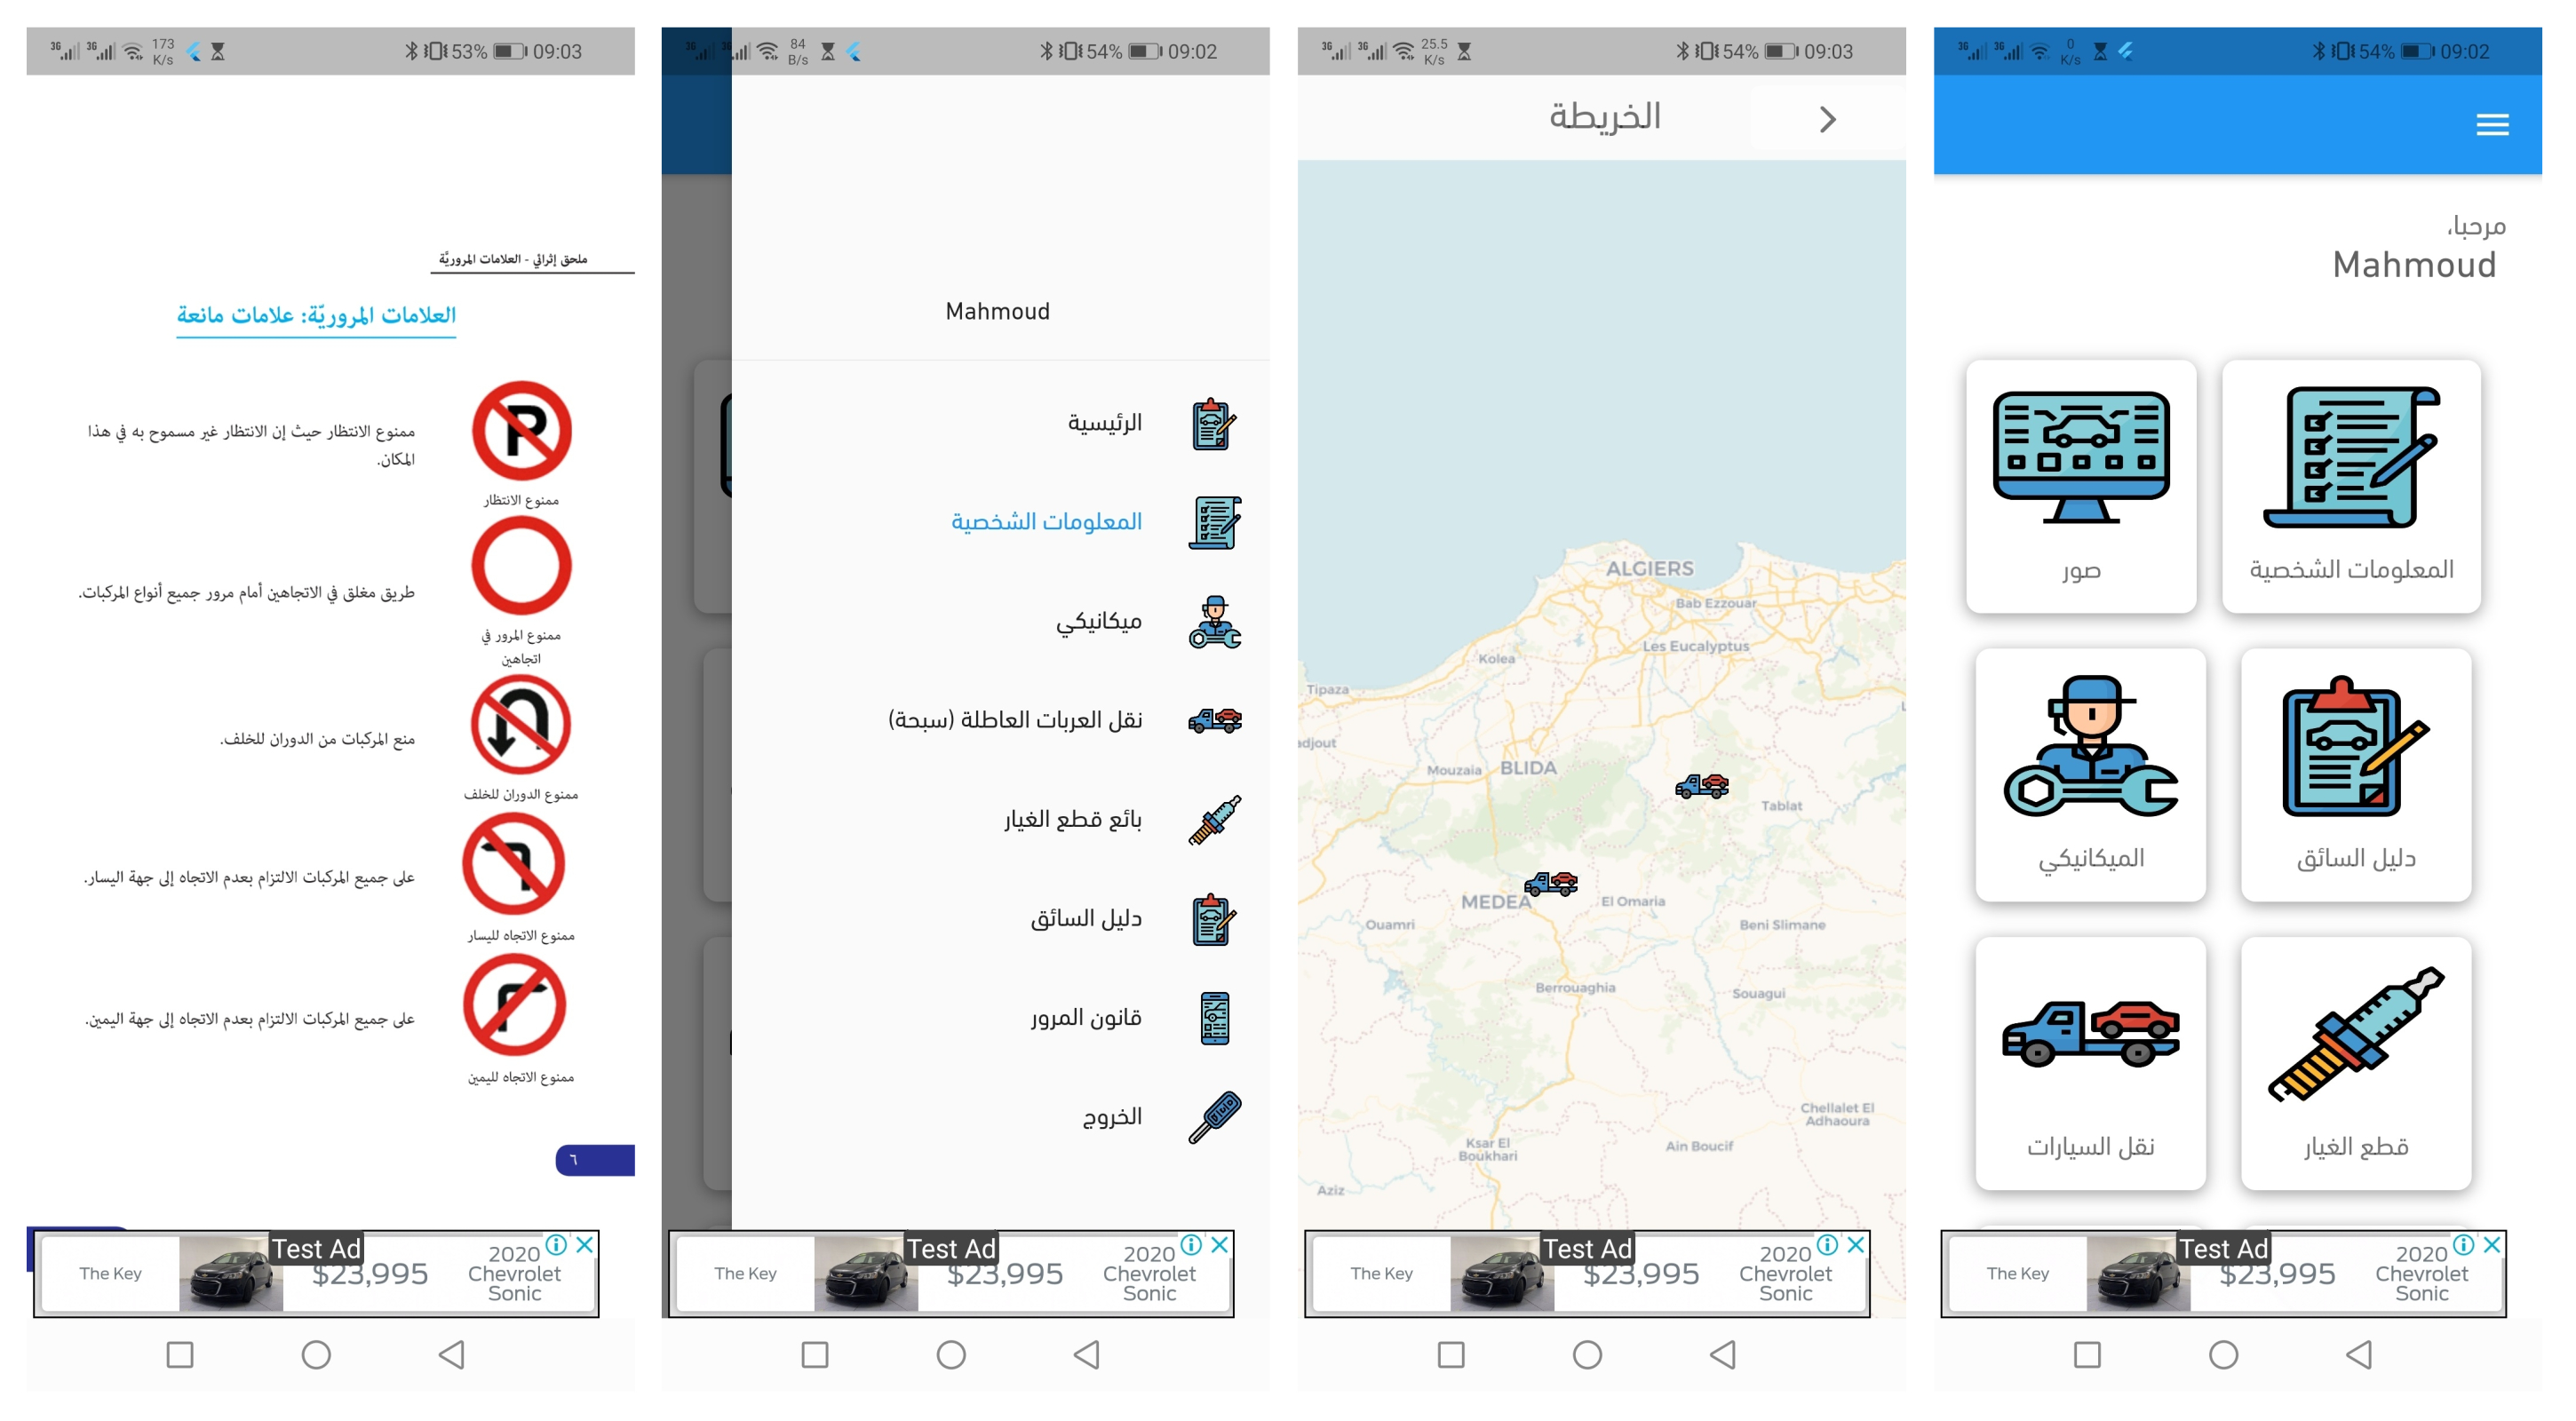 3G 3G 173 K/s 53% 09:03
ملحق إثرائي - العلامات المروريَّة
العلامات المروريّة: علامات مانعة
ممنوع الانتظار حيث إن الانتظار غير مسموح به في هذا
المكان.
ممنوع الانتظار
طريق مغلق في الاتجاهين أمام مرور جميع أنواع المركبات.
ممنوع المرور في
اتجاهين
منع المركبات من الدوران للخلف.
ممنوع الدوران للخلف
على جميع المركبات الالتزام بعدم الاتجاه إلى جهة اليسار.
ممنوع الاتجاه لليسار
على جميع المركبات الالتزام بعدم الاتجاه إلى جهة اليمين.
ممنوع الاتجاه لليمين
٦
The Key
Test Ad
$23,995
2020
Chevrolet
Sonic
3G 3G 84 B/s 54% 09:02
Mahmoud
الرئيسية
المعلومات الشخصية
ميكانيكي
نقل العربات العاطلة (سبحة)
بائع قطع الغيار
دليل السائق
قانون المرور
الخروج
The Key
Test Ad
$23,995
2020
Chevrolet
Sonic
3G 3G 25.5 K/s 54% 09:03
الخريطة
ALGIERS
Bab Ezzouar
Les Eucalyptus
Kolea
Tipaza
adjout
Mouzaia
BLIDA
Tablat
MEDEA
El Omaria
Ouamri
Beni Slimane
Berrouaghia
Souagui
Chellalet El
Adhaoura
Ksar El
Boukhari
Ain Boucif
Aziz
The Key
Test Ad
$23,995
2020
Chevrolet
Sonic
3G 3G 0 K/s 54% 09:02
مرحبا،
Mahmoud
المعلومات الشخصية
صور
دليل السائق
الميكانيكي
قطع الغيار
نقل السيارات
The Key
Test Ad
$23,995
2020
Chevrolet
Sonic